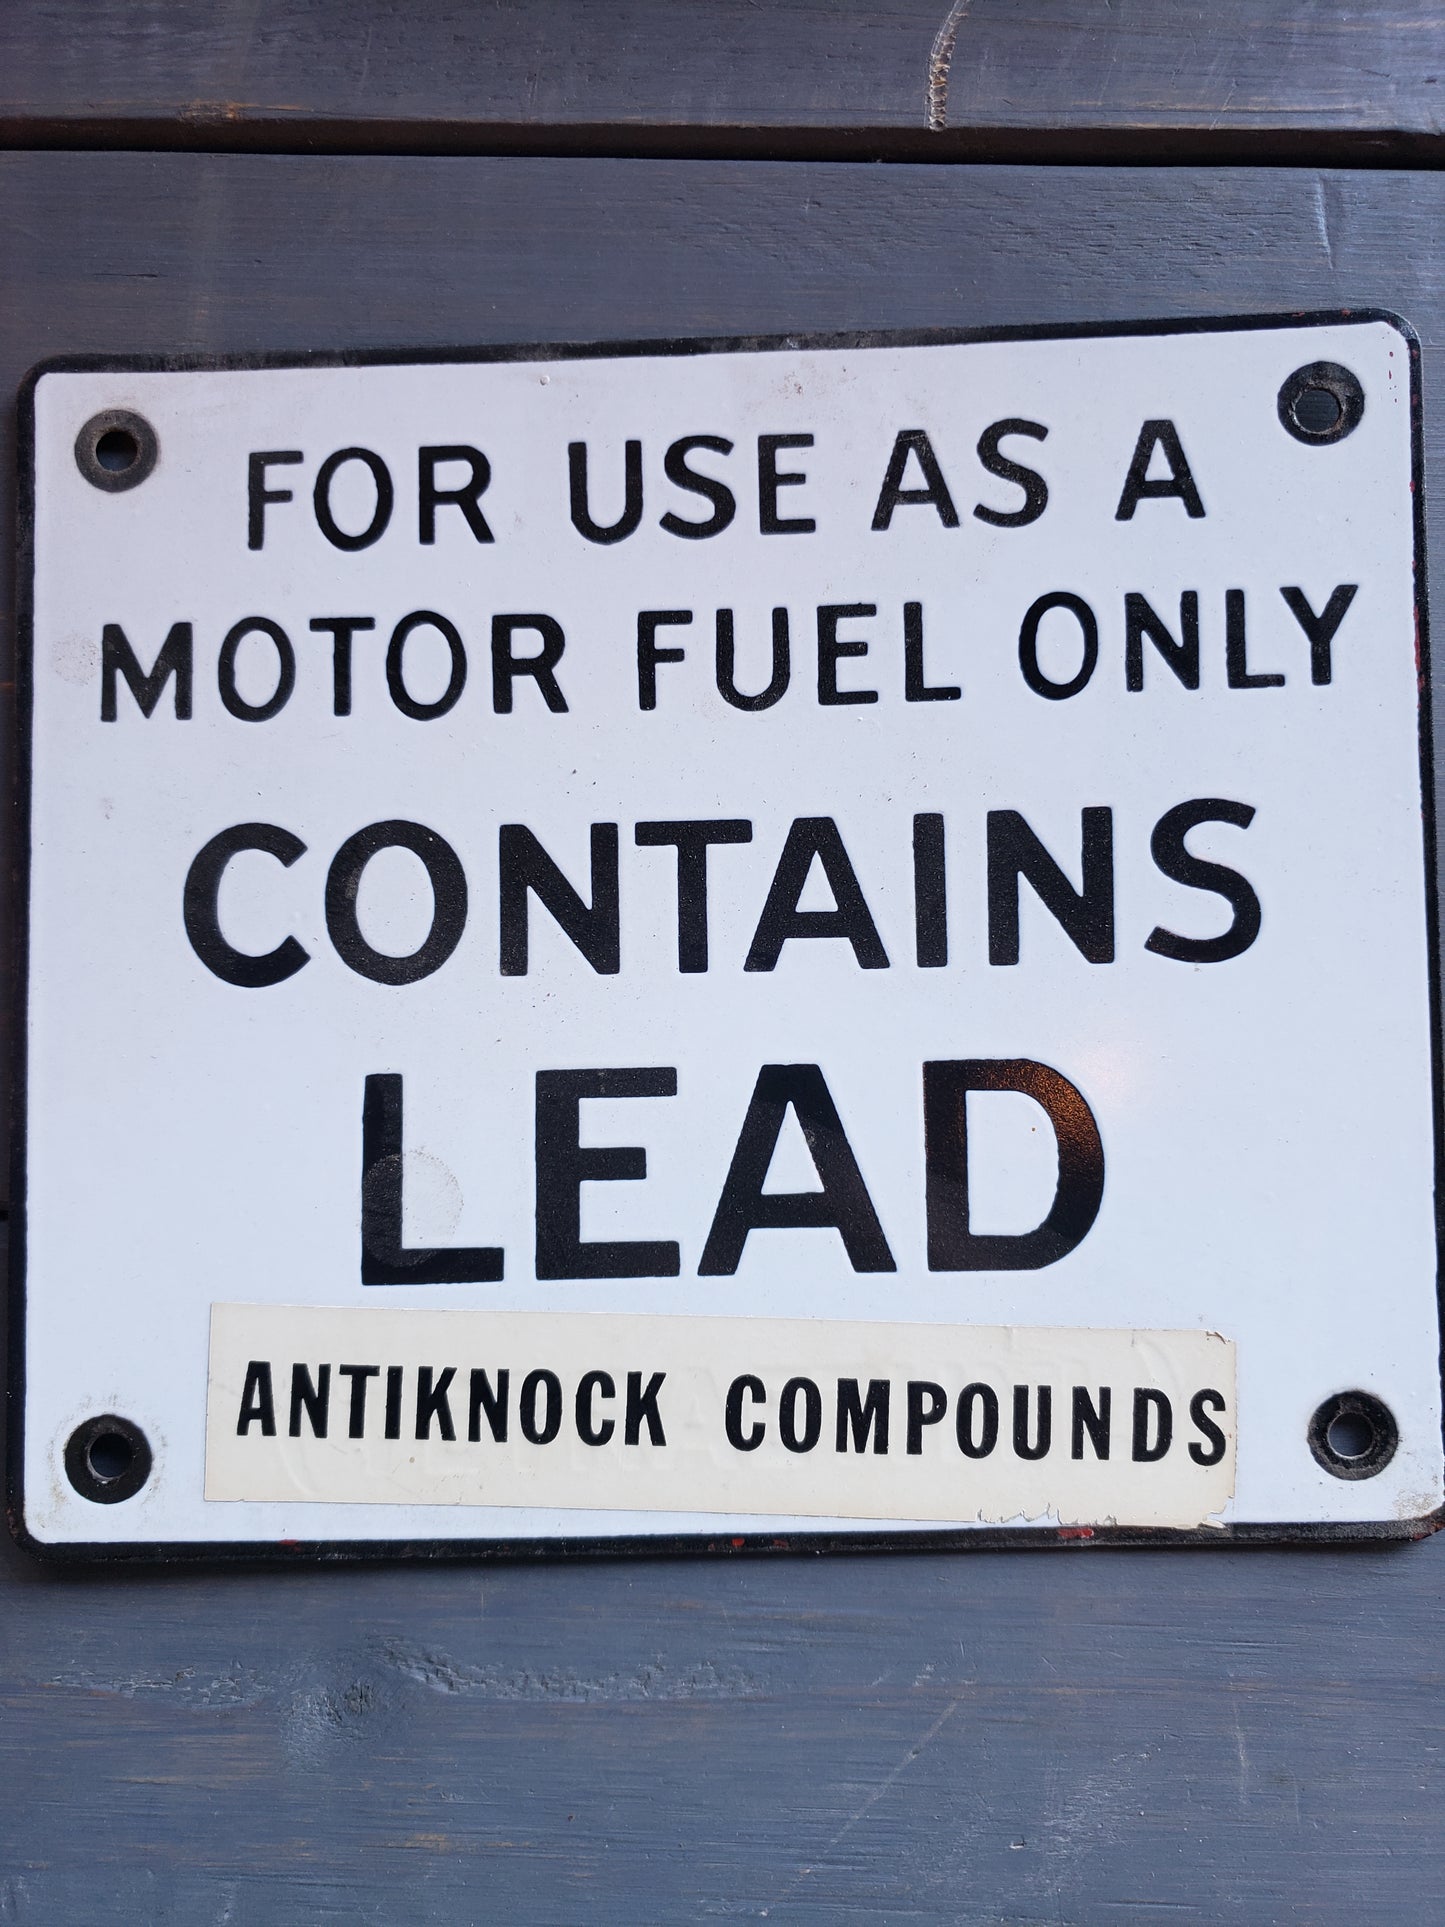 FOR USE AS A
MOTOR FUEL ONLY
CONTAINS
LEAD
ANTIKNOCK COMPOUNDS